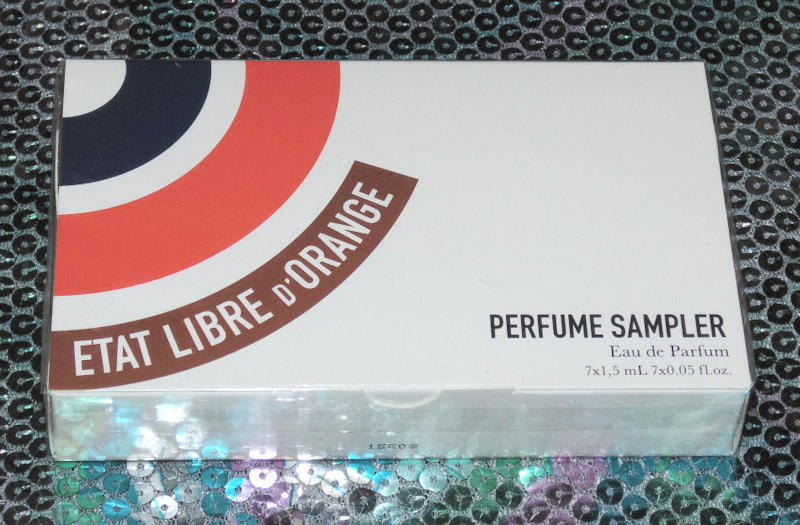 ETAT LIBRE D'ORANGE
PERFUME SAMPLER
Eau de Parfum
7x1,5 mL 7x0.05 fl.oz.